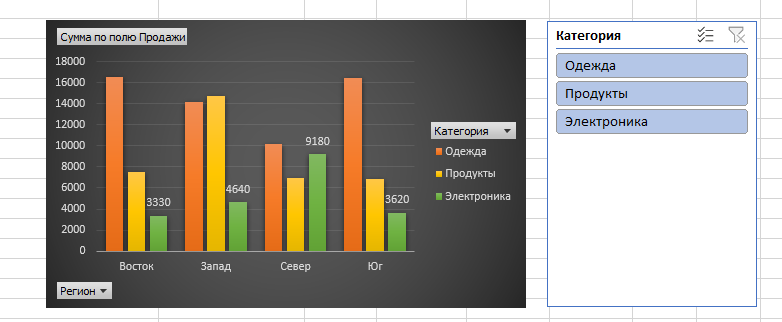 Сумма по полю Продажи
18000
16000
14000
12000
10000
8000
6000
4000
2000
0
3330
4640
9180
3620
Восток Запад Север Юг
Регион
Категория
Одежда
Продукты
Электроника
Категория
Одежда
Продукты
Электроника